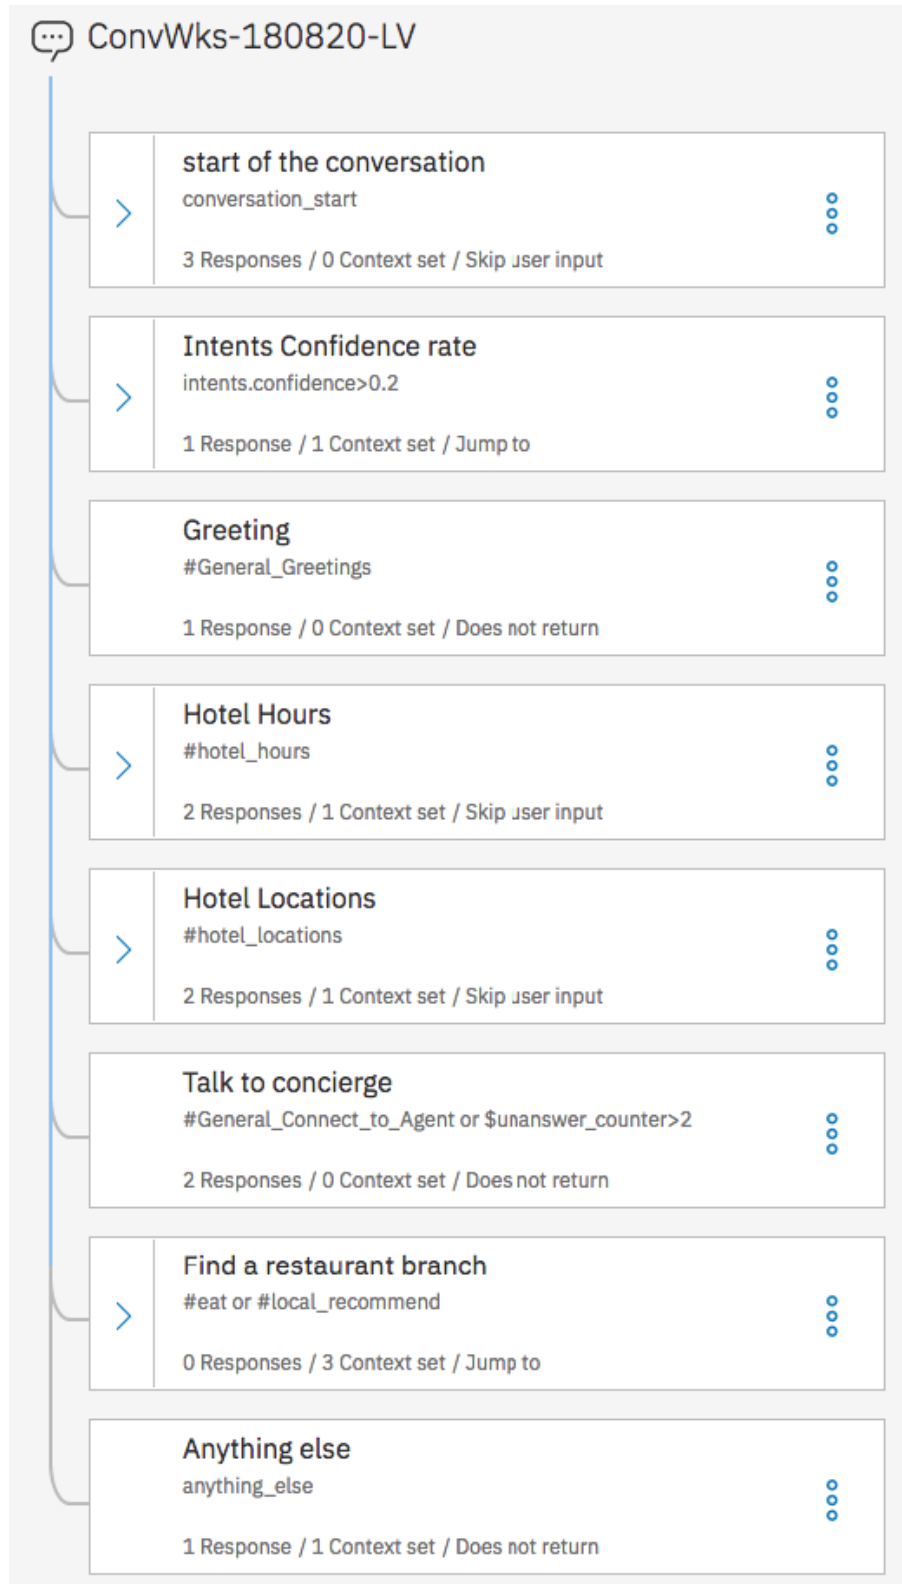 ConvWks-180820-LV
start of the conversation
conversation_start
3 Responses / 0 Context set / Skip user input
Intents Confidence rate
intents.confidence>0.2
1 Response / 1 Context set / Jump to
Greeting
#General_Greetings
1 Response / 0 Context set / Does not return
Hotel Hours
#hotel_hours
2 Responses / 1 Context set / Skip user input
Hotel Locations
#hotel_locations
2 Responses / 1 Context set / Skip user input
Talk to concierge
#General_Connect_to_Agent or $unanswer_counter>2
2 Responses / 0 Context set / Does not return
Find a restaurant branch
#eat or #local_recommend
0 Responses / 3 Context set / Jump to
Anything else
anything_else
1 Response / 1 Context set / Does not return